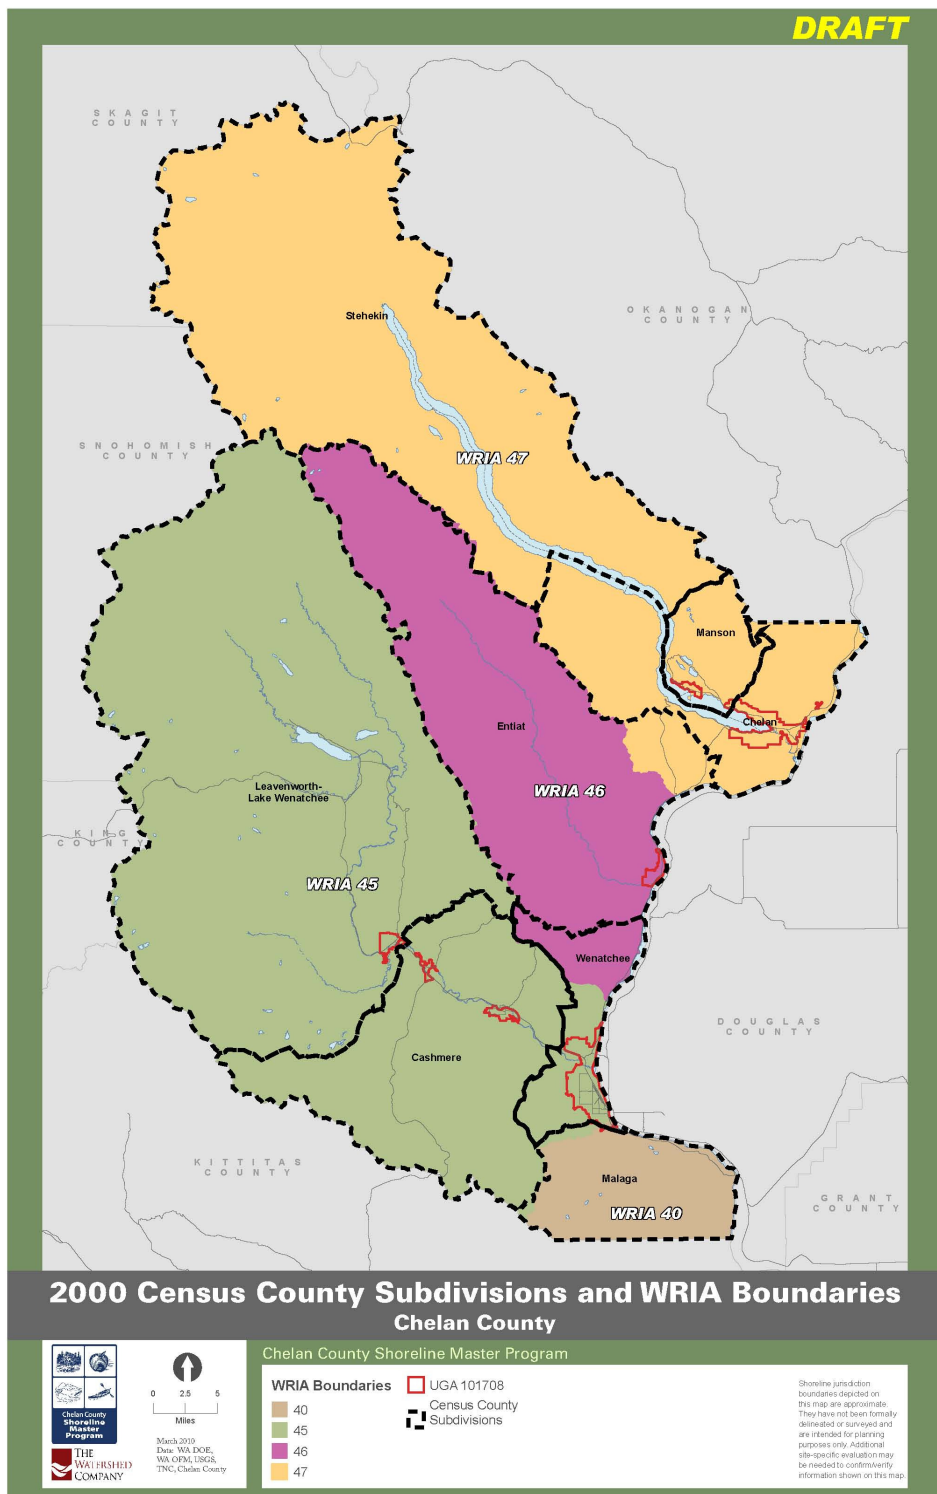 DRAFT
SKAGIT
COUNTY
OKANOGAN
COUNTY
Stehekin
SNOHOMISH
COUNTY
WRIA 47
Manson
Chelan
Entiat
WRIA 46
Leavenworth-
Lake Wenatchee
KING
COUNTY
WRIA 45
Wenatchee
DOUGLAS
COUNTY
Cashmere
KITTITAS
COUNTY
Malaga
WRIA 40
GRANT
COUNTY
2000 Census County Subdivisions and WRIA Boundaries
Chelan County
Chelan County Shoreline Master Program
Chelan County
Shoreline
Master
Program
THE
WATERSHED
COMPANY
0 2.5 5
Miles
March 2010
Data: WA DOE,
WA OFM, USGS,
TNC, Chelan County
WRIA Boundaries
40
45
46
47
UGA 101708
Census County
Subdivisions
Shoreline jurisdiction
boundaries depicted on
this map are approximate.
They have not been formally
delineated or surveyed and
are intended for planning
purposes only. Additional
site-specific evaluation may
be needed to confirm/verify
information shown on this map.